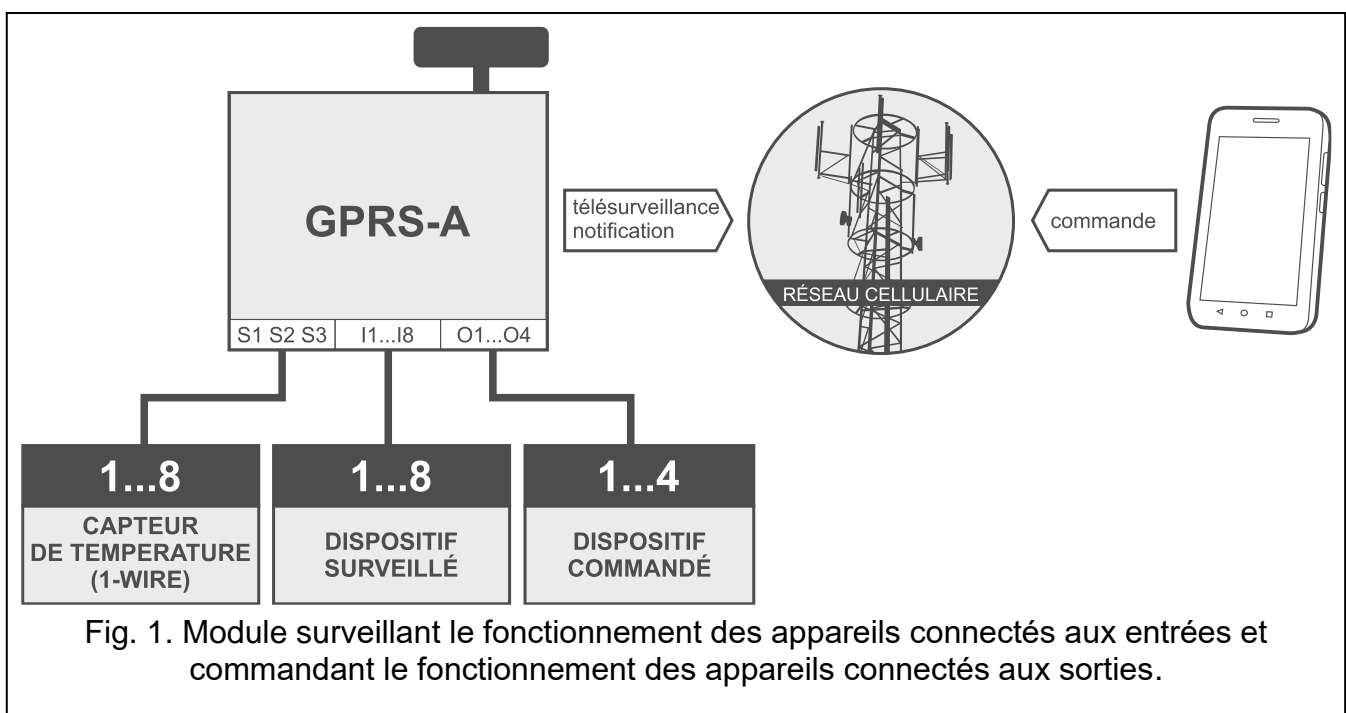 GPRS-A
S1 S2 S3
I1...I8
O1...O4
télésurveillance
notification
RÉSEAU CELLULAIRE
commande
1...8
CAPTEUR
DE TEMPERATURE
(1-WIRE)
1...8
DISPOSITIF
SURVEILLÉ
1...4
DISPOSITIF
COMMANDÉ
Fig. 1. Module surveillant le fonctionnement des appareils connectés aux entrées et
commandant le fonctionnement des appareils connectés aux sorties.